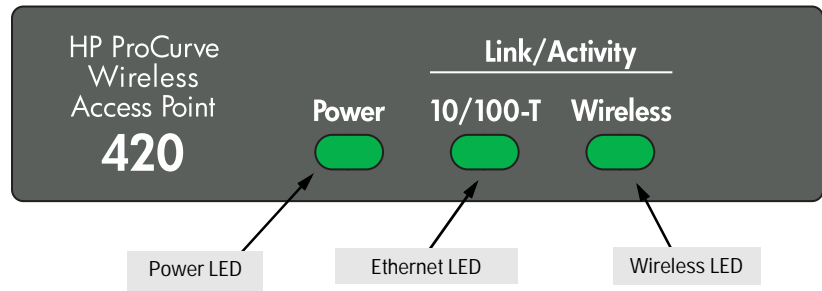 HP ProCurve
Wireless
Access Point
420
Link/Activity
Power
10/100-T
Wireless
Power LED
Ethernet LED
Wireless LED